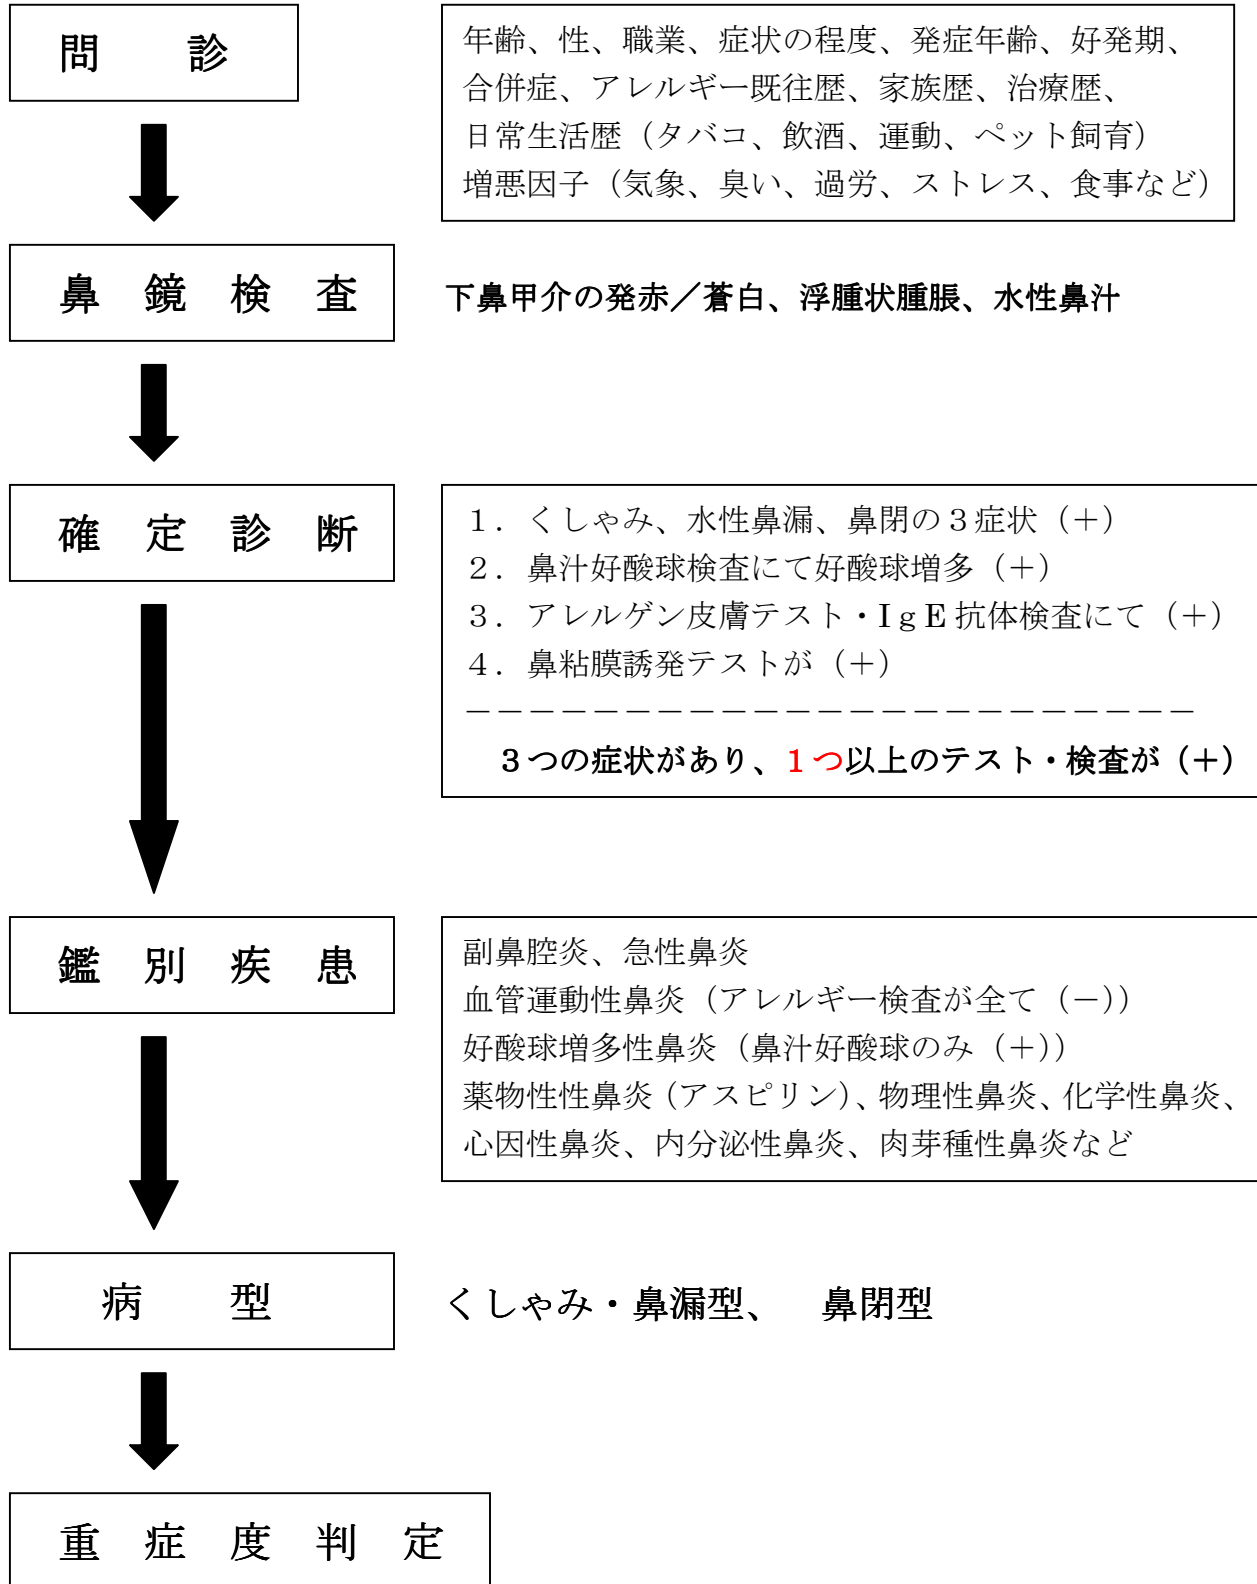 問　診
年齢、性、職業、症状の程度、発症年齢、好発期、
合併症、アレルギー既往歴、家族歴、治療歴、
日常生活歴（タバコ、飲酒、運動、ペット飼育）
増悪因子（気象、臭い、過労、ストレス、食事など）
鼻　鏡　検　査
下鼻甲介の発赤／蒼白、浮腫状腫脹、水性鼻汁
確　定　診　断
１．くしゃみ、水性鼻漏、鼻閉の３症状（＋）
２．鼻汁好酸球検査にて好酸球増多（＋）
３．アレルゲン皮膚テスト・IgE 抗体検査にて（＋）
４．鼻粘膜誘発テストが（＋）
－－－－－－－－－－－－－－－－－－－－－－－
３つの症状があり、１つ以上のテスト・検査が（＋）
鑑　別　疾　患
副鼻腔炎、急性鼻炎
血管運動性鼻炎（アレルギー検査が全て（－））
好酸球増多性鼻炎（鼻汁好酸球のみ（＋））
薬物性性鼻炎（アスピリン）、物理性鼻炎、化学性鼻炎、
心因性鼻炎、内分泌性鼻炎、肉芽種性鼻炎など
病　型
くしゃみ・鼻漏型、　鼻閉型
重　症　度　判　定